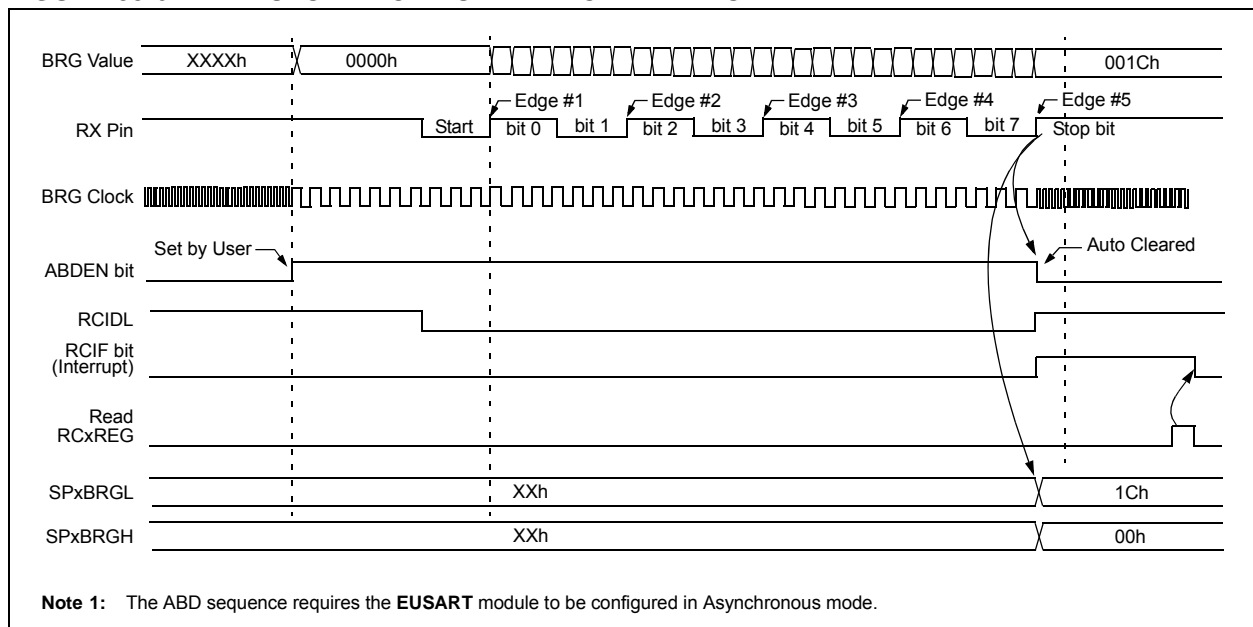 BRG Value XXXXh 0000h 001Ch
Edge #1 Edge #2 Edge #3 Edge #4 Edge #5
RX Pin Start bit 0 bit 1 bit 2 bit 3 bit 4 bit 5 bit 6 bit 7 Stop bit
BRG Clock
Set by User Auto Cleared
ABDEN bit
RCIDL
RCIF bit
(Interrupt)
Read
RCxREG
SPxBRGL XXh 1Ch
SPxBRGH XXh 00h
Note 1: The ABD sequence requires the EUSART module to be configured in Asynchronous mode.